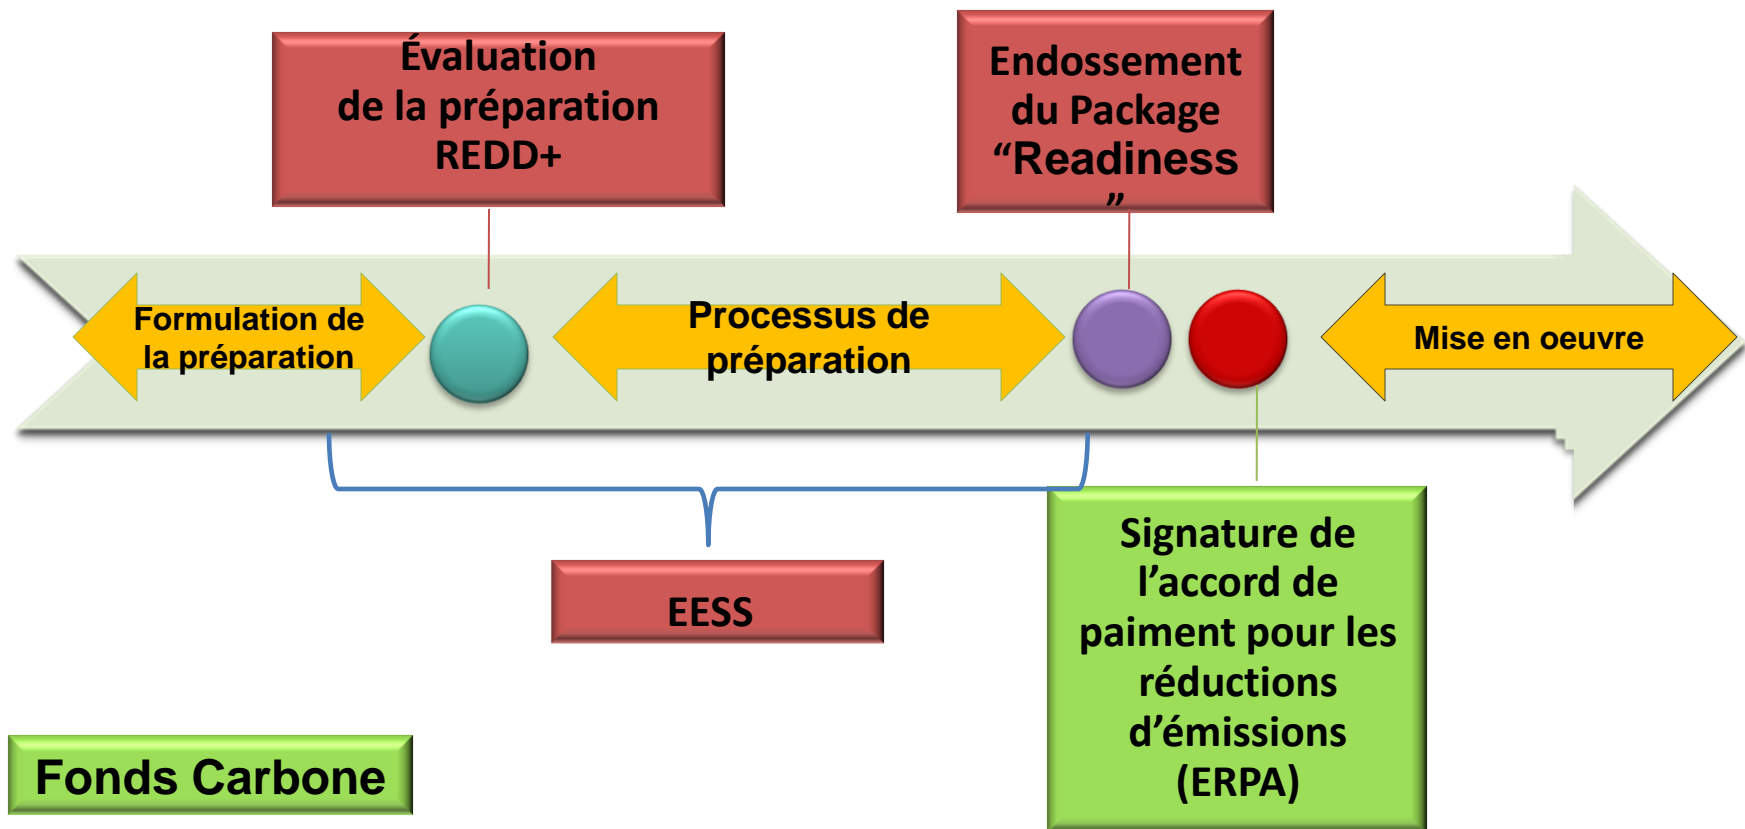 Évaluation
de la préparation
REDD+
Endossement
du Package
“Readiness
”
Formulation de
la préparation
Processus de
préparation
Mise en oeuvre
EESS
Signature de
l’accord de
paiment pour les
réductions
d’émissions
(ERPA)
Fonds Carbone